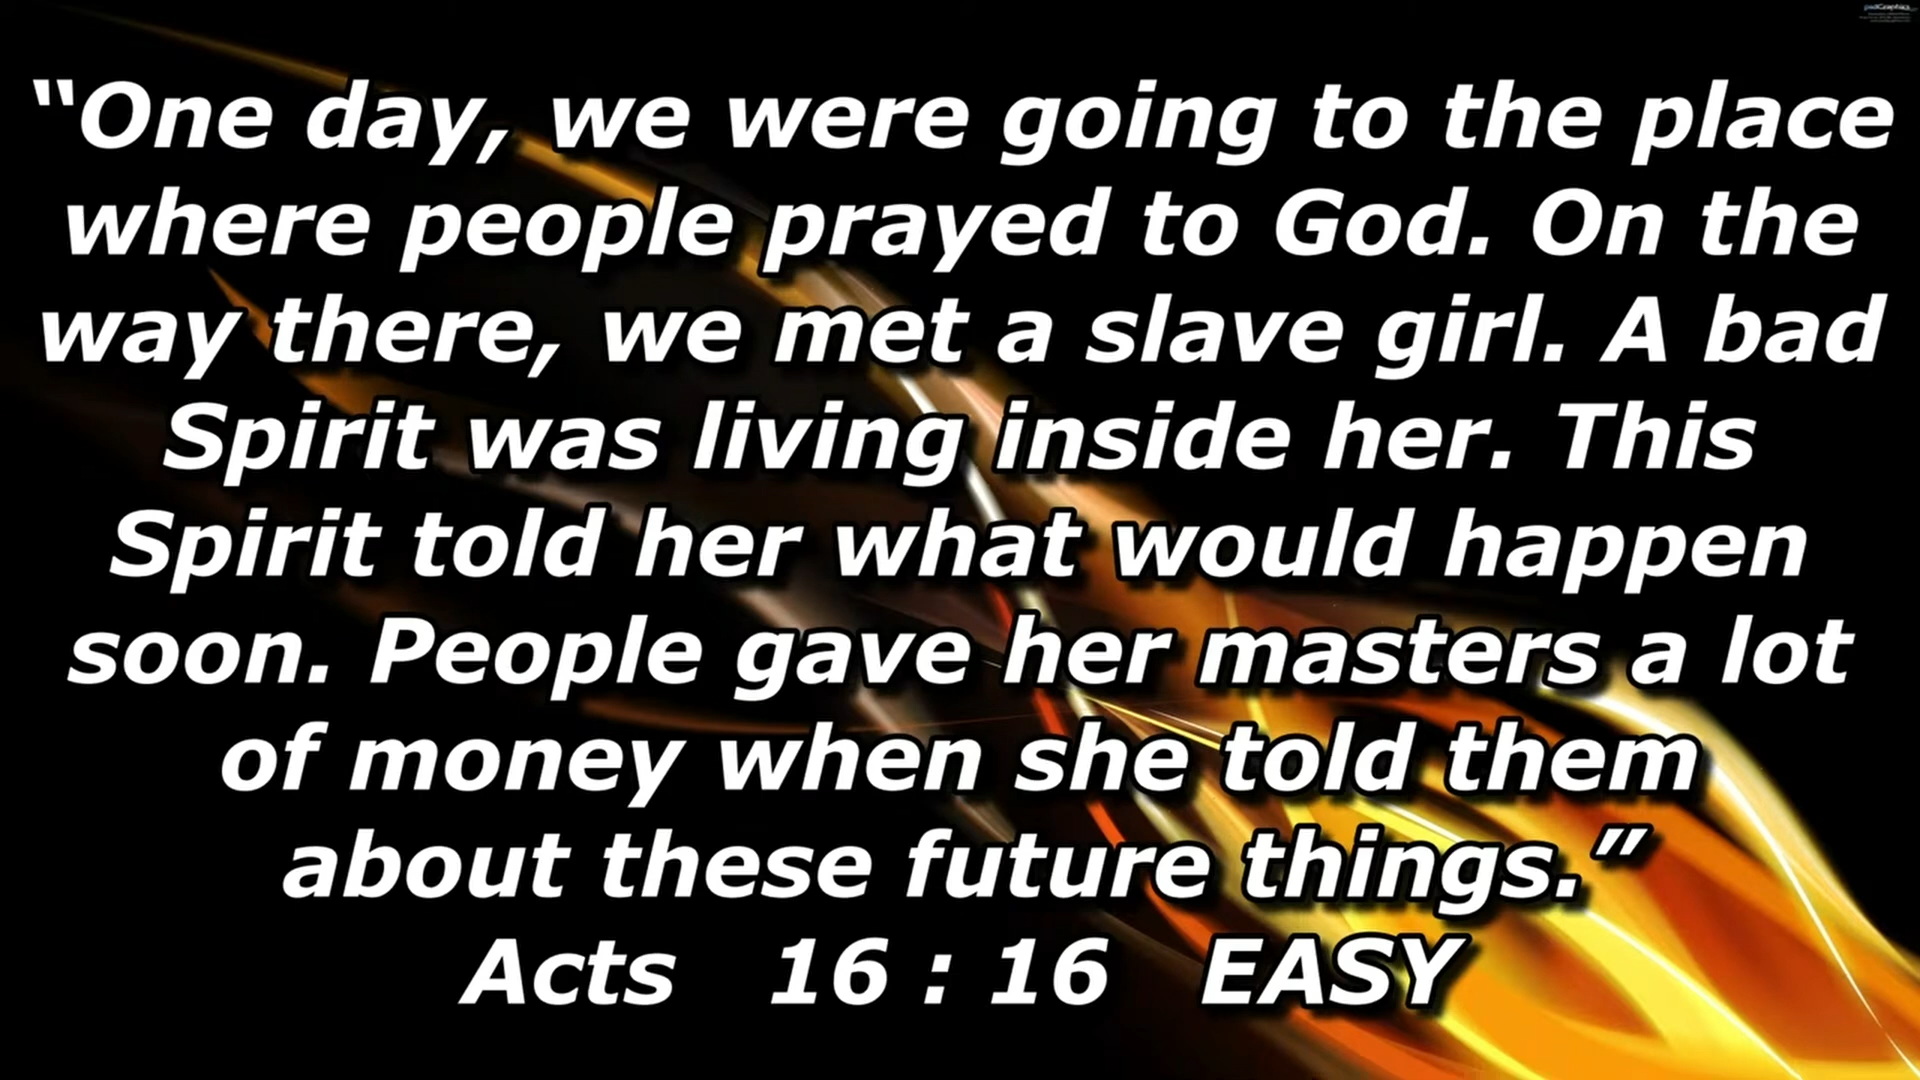 “One day, we were going to the place
where people prayed to God. On the
way there, we met a slave girl. A bad
Spirit was living inside her. This
Spirit told her what would happen
soon. People gave her masters a lot
of money when she told them
about these future things.”
Acts 16 : 16 EASY